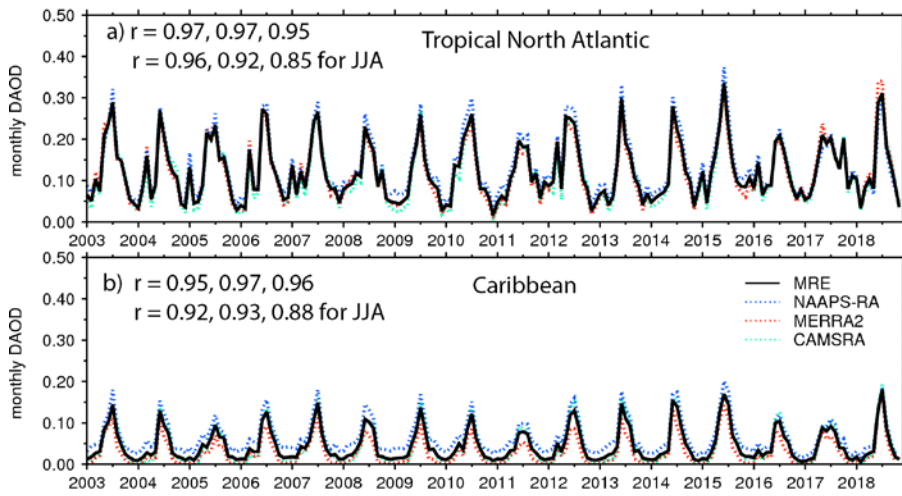 a) r = 0.97, 0.97, 0.95
r = 0.96, 0.92, 0.85 for JJA
Tropical North Atlantic
monthly DAOD
0.50
0.40
0.30
0.20
0.10
0.00
2003 2004 2005 2006 2007 2008 2009 2010 2011 2012 2013 2014 2015 2016 2017 2018
b) r = 0.95, 0.97, 0.96
r = 0.92, 0.93, 0.88 for JJA
Caribbean
MRE
NAAPS-RA
MERRA2
CAMSRA
monthly DAOD
0.50
0.40
0.30
0.20
0.10
0.00
2003 2004 2005 2006 2007 2008 2009 2010 2011 2012 2013 2014 2015 2016 2017 2018